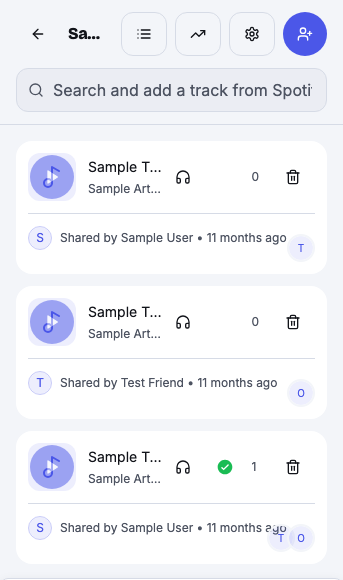 Sa...
Search and add a track from Spoti
Sample T...
Sample Art...
0
S Shared by Sample User • 11 months ago
T
Sample T...
Sample Art...
0
T Shared by Test Friend • 11 months ago
O
Sample T...
Sample Art...
1
S Shared by Sample User • 11 months ago
T O